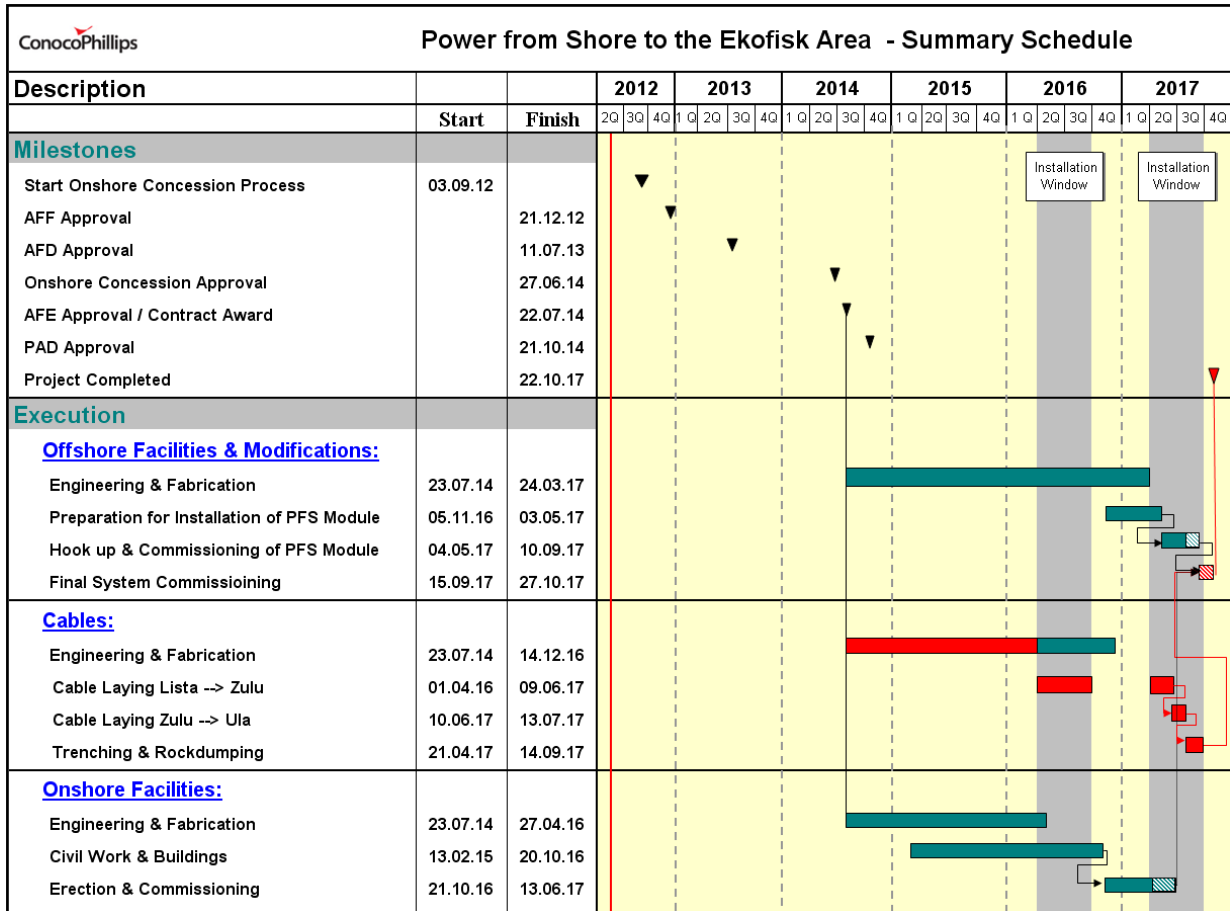 ConocoPhillips Power from Shore to the Ekofisk Area - Summary Schedule
Description 2012 2013 2014 2015 2016 2017
Start Finish 2Q 3Q 4Q 1 Q 2Q 3Q 4Q 1 Q 2Q 3Q 4Q 1 Q 2Q 3Q 4Q 1 Q 2Q 3Q 4Q 1 Q 2Q 3Q 4Q
Milestones
Installation Window Installation Window
Start Onshore Concession Process 03.09.12
AFF Approval 21.12.12
AFD Approval 11.07.13
Onshore Concession Approval 27.06.14
AFE Approval / Contract Award 22.07.14
PAD Approval 21.10.14
Project Completed 22.10.17
Execution
Offshore Facilities & Modifications:
Engineering & Fabrication 23.07.14 24.03.17
Preparation for Installation of PFS Module 05.11.16 03.05.17
Hook up & Commissioning of PFS Module 04.05.17 10.09.17
Final System Commissioining 15.09.17 27.10.17
Cables:
Engineering & Fabrication 23.07.14 14.12.16
Cable Laying Lista --> Zulu 01.04.16 09.06.17
Cable Laying Zulu --> Ula 10.06.17 13.07.17
Trenching & Rockdumping 21.04.17 14.09.17
Onshore Facilities:
Engineering & Fabrication 23.07.14 27.04.16
Civil Work & Buildings 13.02.15 20.10.16
Erection & Commissioning 21.10.16 13.06.17